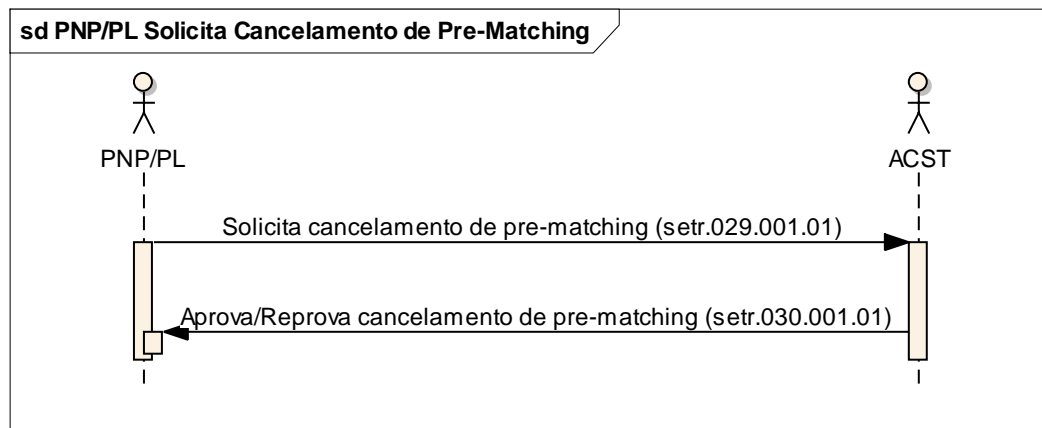 sd PNP/PL Solicita Cancelamento de Pre-Matching
PNP/PL
ACST
Solicita cancelamento de pre-matching (setr.029.001.01)
Aprova/Reprova cancelamento de pre-matching (setr.030.001.01)